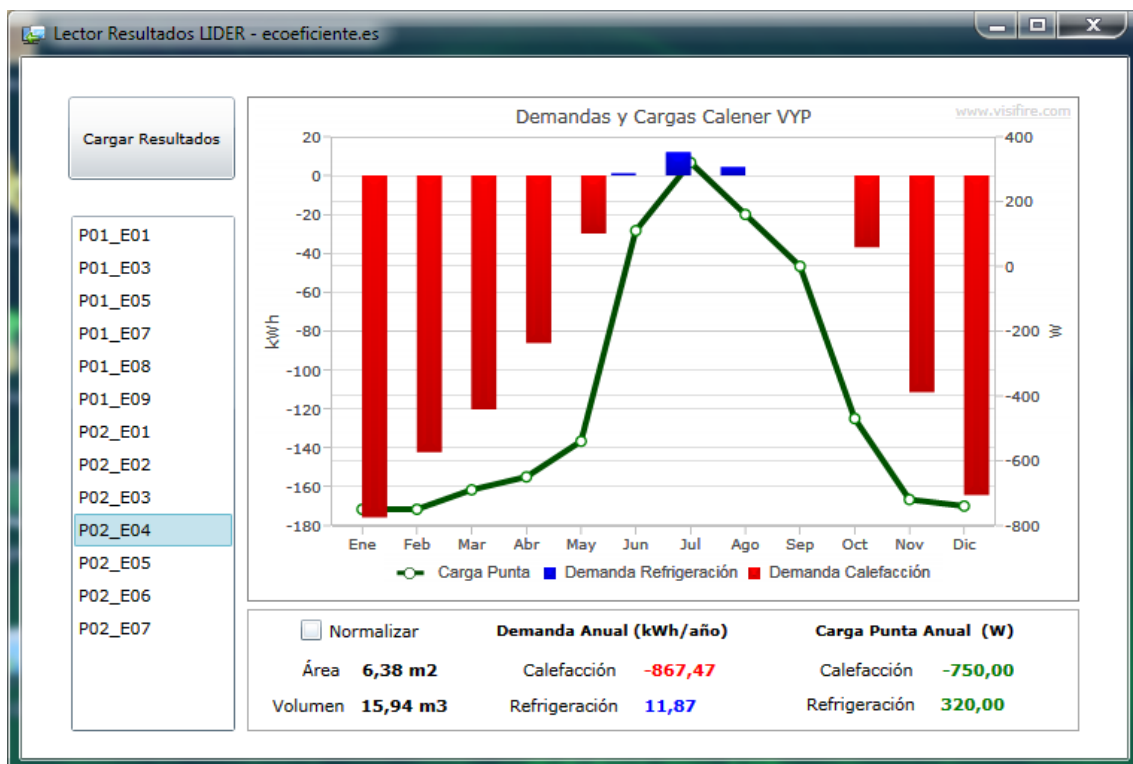 Lector Resultados LIDER - ecoeficiente.es
Cargar Resultados
P01_E01
P01_E03
P01_E05
P01_E07
P01_E08
P01_E09
P02_E01
P02_E02
P02_E03
P02_E04
P02_E05
P02_E06
P02_E07
Demandas y Cargas Calener VYP
www.visifire.com
20
0
-20
-40
-60
-80
-100
-120
-140
-160
-180
kWh
400
200
0
-200
-400
-600
-800
W
Ene Feb Mar Abr May Jun Jul Ago Sep Oct Nov Dic
Carga Punta Demanda Refrigeración Demanda Calefacción
Normalizar Demanda Anual (kWh/año) Carga Punta Anual (W)
Área 6,38 m2 Calefacción -867,47 Calefacción -750,00
Volumen 15,94 m3 Refrigeración 11,87 Refrigeración 320,00